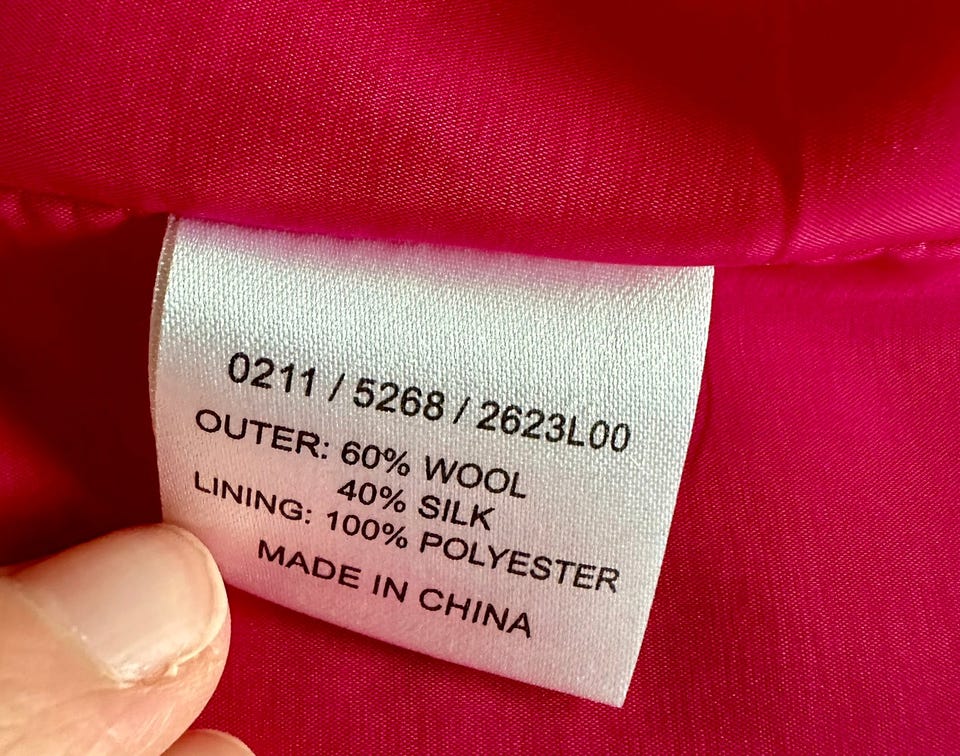 0211 / 5268 / 2623L00
OUTER: 60% WOOL
40% SILK
LINING: 100% POLYESTER
MADE IN CHINA